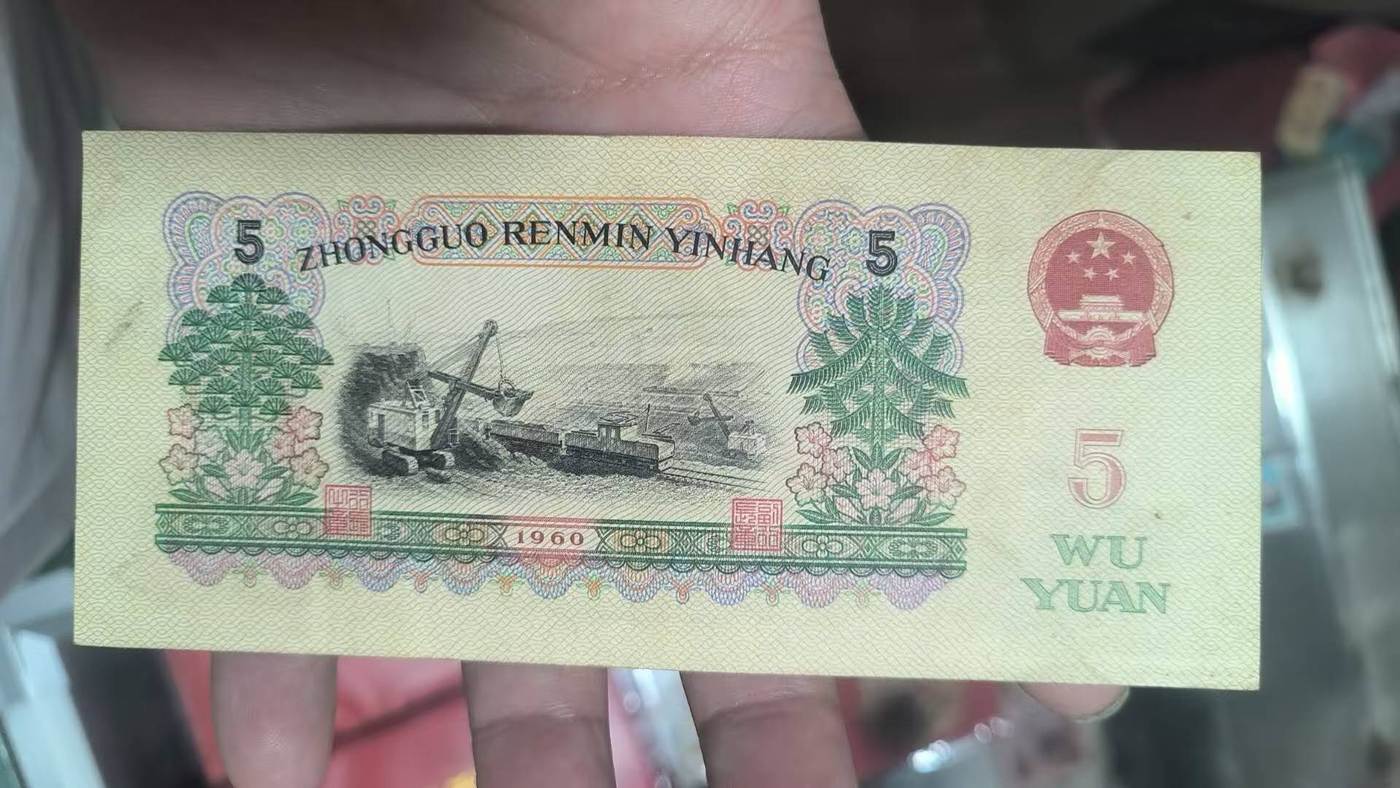 5 ZHONGGUO RENMIN YINHANG 5
1960
5
WU
YUAN